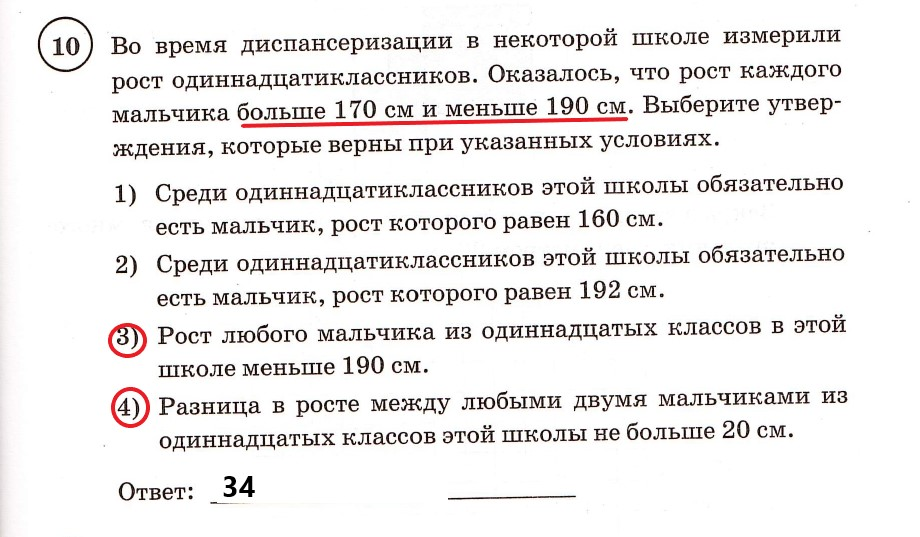 10 Во время диспансеризации в некоторой школе измерили
рост одиннадцатиклассников. Оказалось, что рост каждого
мальчика больше 170 см и меньше 190 см. Выберите утвер-
ждения, которые верны при указанных условиях.
1) Среди одиннадцатиклассников этой школы обязательно
есть мальчик, рост которого равен 160 см.
2) Среди одиннадцатиклассников этой школы обязательно
есть мальчик, рост которого равен 192 см.
3) Рост любого мальчика из одиннадцатых классов в этой
школе меньше 190 см.
4) Разница в росте между любыми двумя мальчиками из
одиннадцатых классов этой школы не больше 20 см.
Ответ: 34